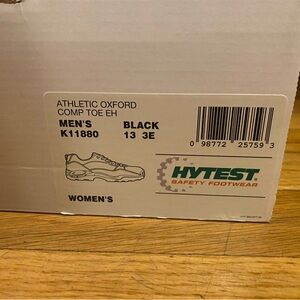 ATHLETIC OXFORD
COMP TOE EH
MEN'S BLACK
K11880 13 3E
0 98772 25759 3
HYTEST
SAFETY FOOTWEAR
WOMEN'S